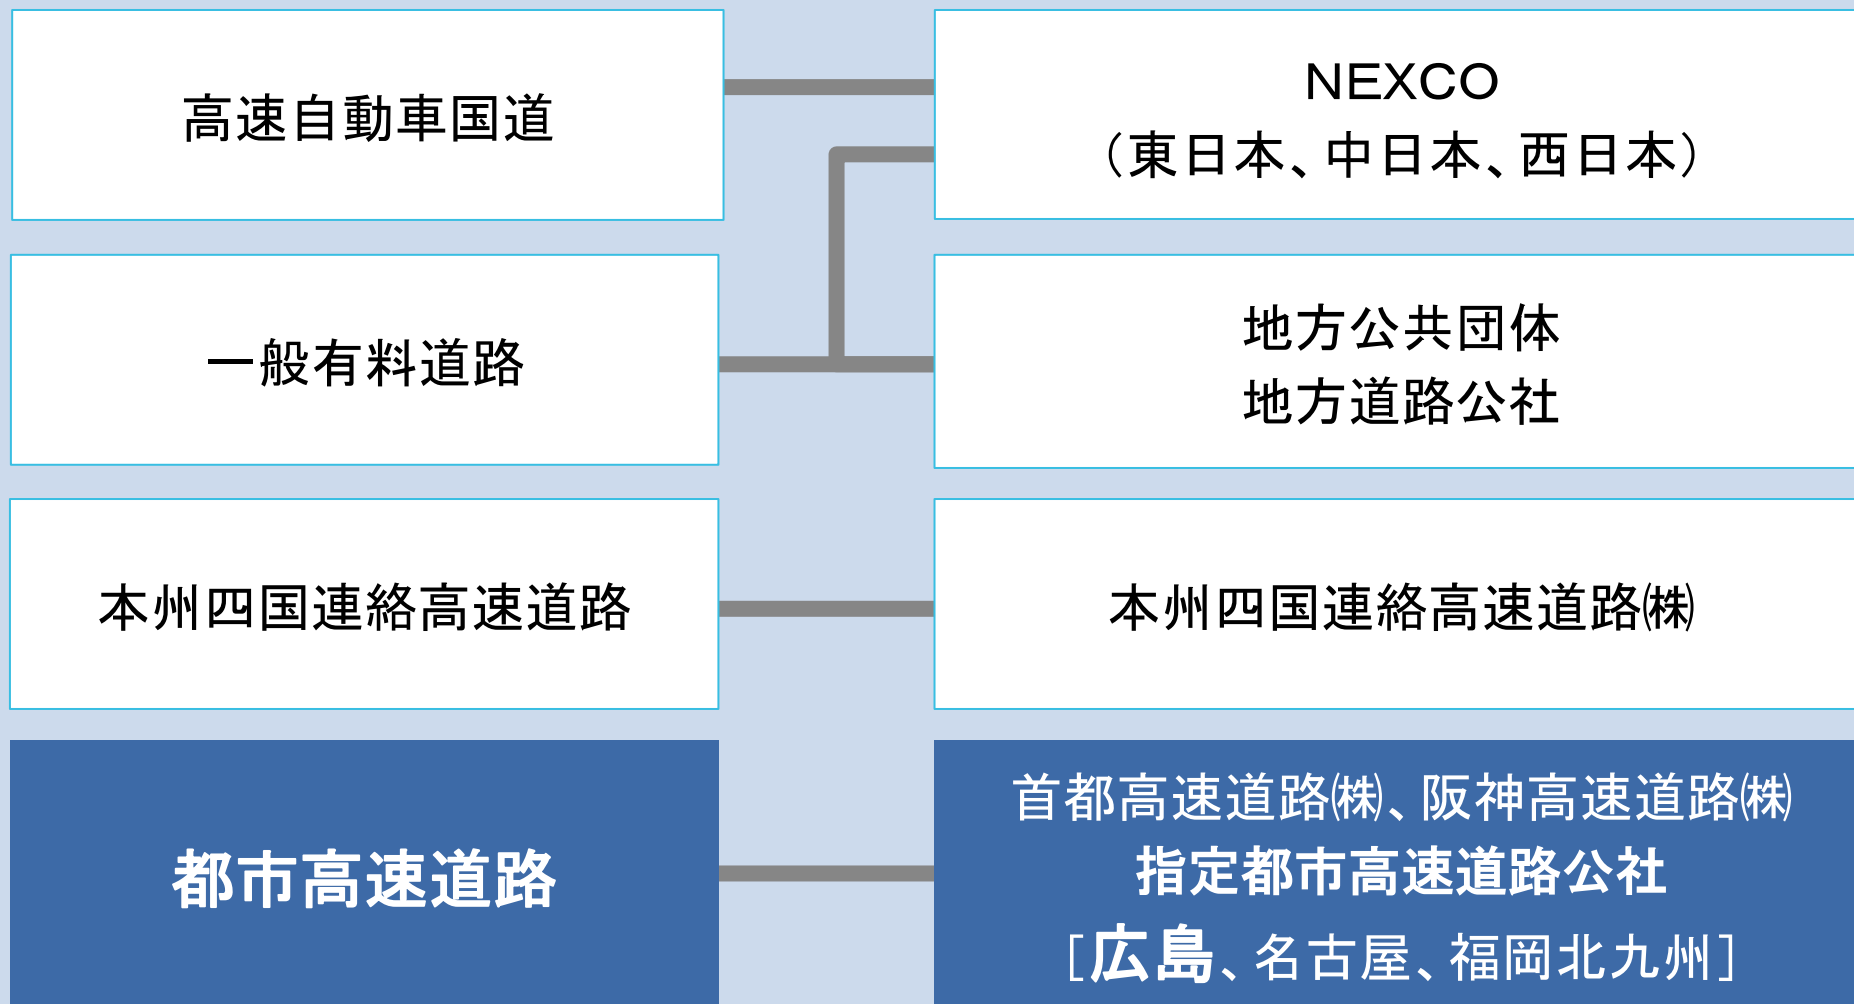 高速自動車国道
NEXCO
（東日本、中日本、西日本）
一般有料道路
地方公共団体
地方道路公社
本州四国連絡高速道路
本州四国連絡高速道路㈱
都市高速道路
首都高速道路㈱、阪神高速道路㈱
指定都市高速道路公社
［広島、名古屋、福岡北九州］